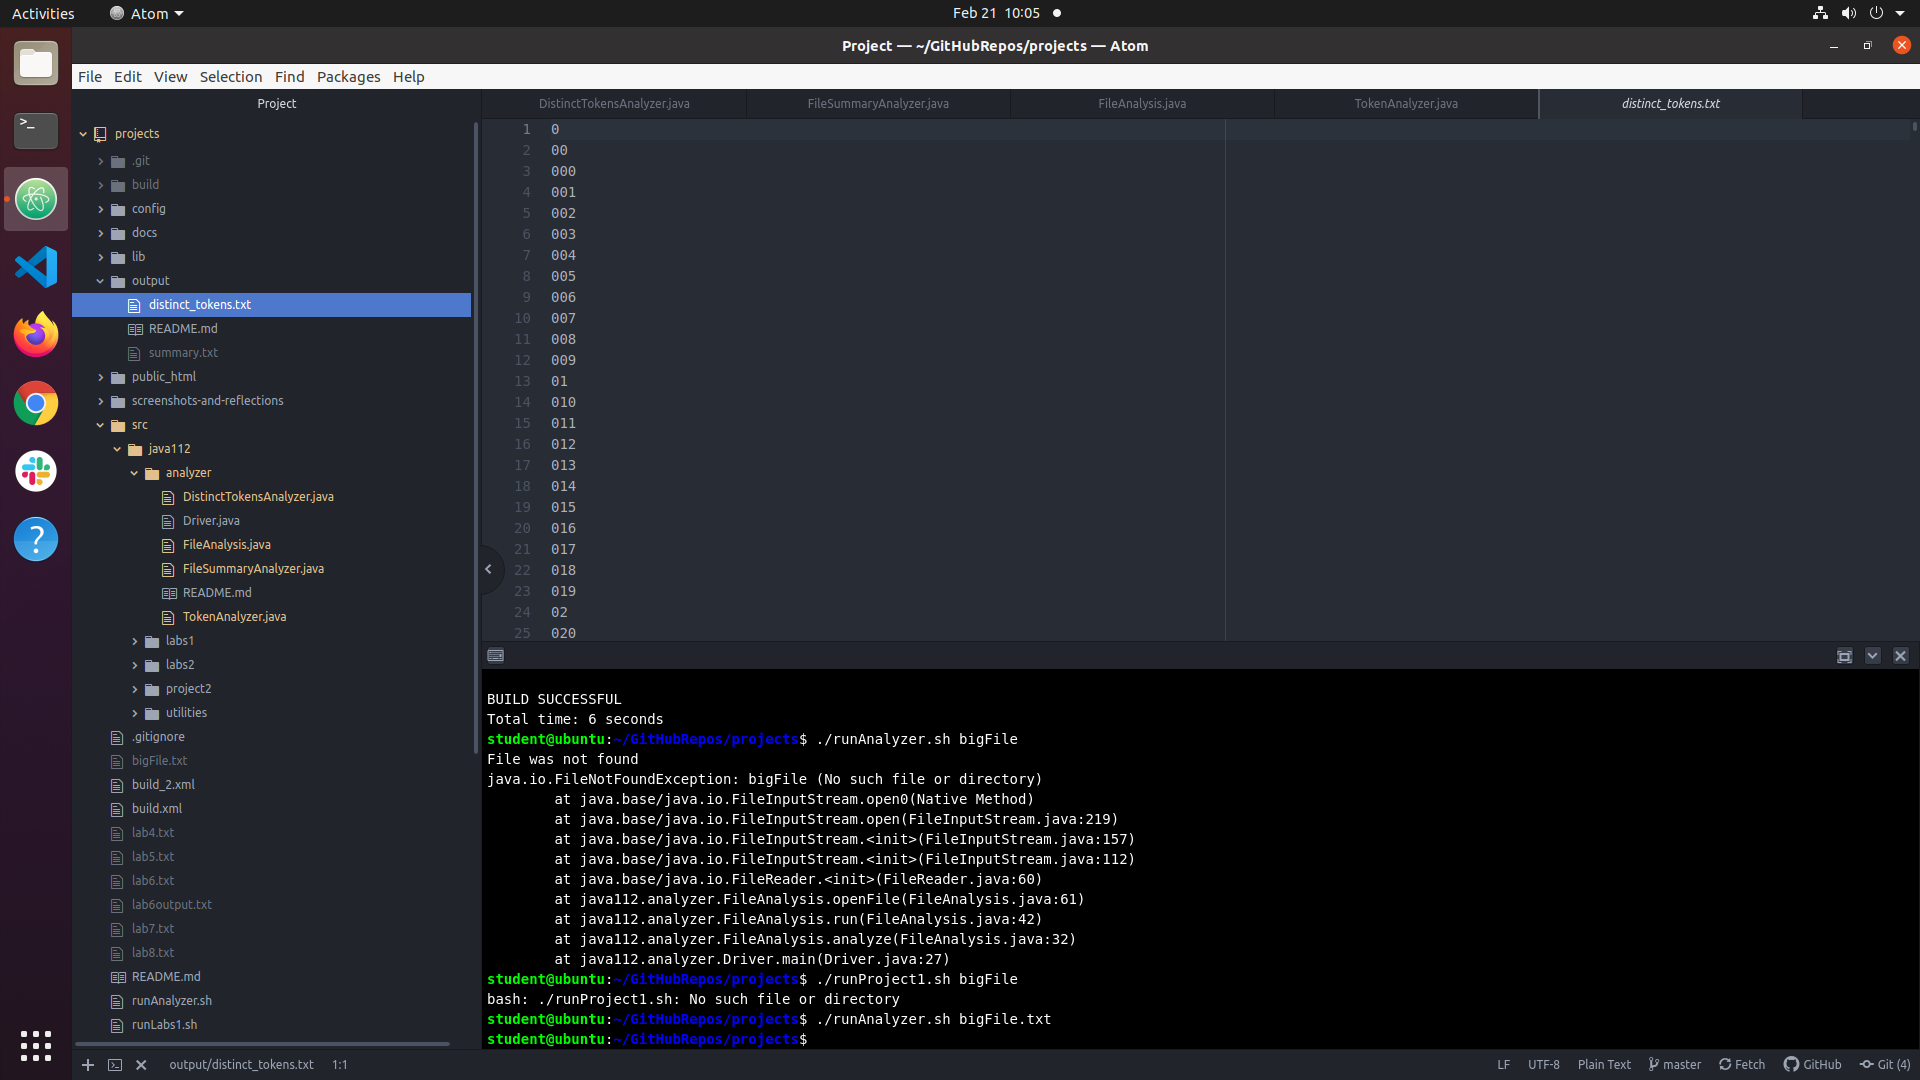 Activities
Atom
Feb 21 10:05
Project — ~/GitHubRepos/projects — Atom
File Edit View Selection Find Packages Help
Project
projects
.git
build
config
docs
lib
output
distinct_tokens.txt
README.md
summary.txt
public_html
screenshots-and-reflections
src
java112
analyzer
DistinctTokensAnalyzer.java
Driver.java
FileAnalysis.java
FileSummaryAnalyzer.java
README.md
TokenAnalyzer.java
labs1
labs2
project2
utilities
.gitignore
bigFile.txt
build_2.xml
build.xml
lab4.txt
lab5.txt
lab6.txt
lab6output.txt
lab7.txt
lab8.txt
README.md
runAnalyzer.sh
runLabs1.sh
DistinctTokensAnalyzer.java FileSummaryAnalyzer.java FileAnalysis.java TokenAnalyzer.java distinct_tokens.txt
1 0
2 00
3 000
4 001
5 002
6 003
7 004
8 005
9 006
10 007
11 008
12 009
13 01
14 010
15 011
16 012
17 013
18 014
19 015
20 016
21 017
22 018
23 019
24 02
25 020
BUILD SUCCESSFUL
Total time: 6 seconds
student@ubuntu:~/GitHubRepos/projects$ ./runAnalyzer.sh bigFile
File was not found
java.io.FileNotFoundException: bigFile (No such file or directory)
at java.base/java.io.FileInputStream.open0(Native Method)
at java.base/java.io.FileInputStream.open(FileInputStream.java:219)
at java.base/java.io.FileInputStream.<init>(FileInputStream.java:157)
at java.base/java.io.FileInputStream.<init>(FileInputStream.java:112)
at java.base/java.io.FileReader.<init>(FileReader.java:60)
at java112.analyzer.FileAnalysis.openFile(FileAnalysis.java:61)
at java112.analyzer.FileAnalysis.run(FileAnalysis.java:42)
at java112.analyzer.FileAnalysis.analyze(FileAnalysis.java:32)
at java112.analyzer.Driver.main(Driver.java:27)
student@ubuntu:~/GitHubRepos/projects$ ./runProject1.sh bigFile
bash: ./runProject1.sh: No such file or directory
student@ubuntu:~/GitHubRepos/projects$ ./runAnalyzer.sh bigFile.txt
student@ubuntu:~/GitHubRepos/projects$
output/distinct_tokens.txt 1:1
LF UTF-8 Plain Text master Fetch GitHub Git (4)